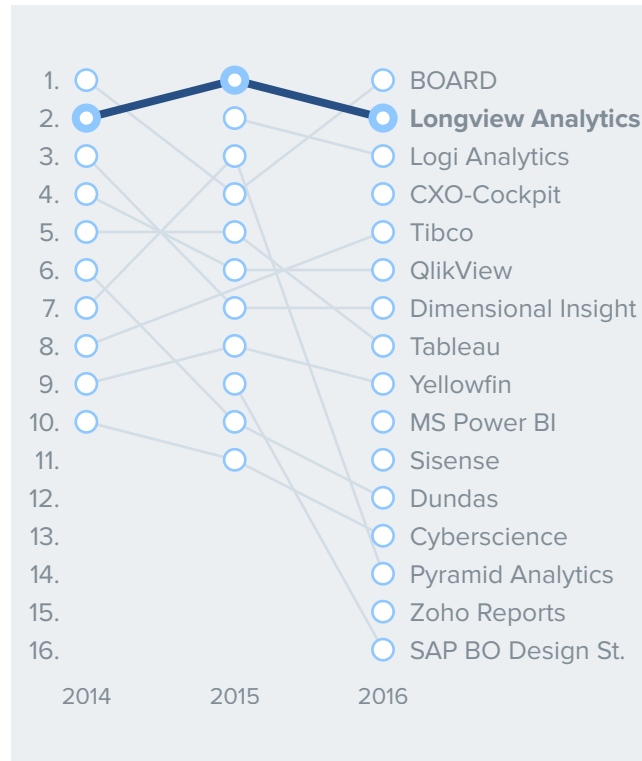 1. BOARD
2. Longview Analytics
3. Logi Analytics
4. CXO-Cockpit
5. Tibco
6. QlikView
7. Dimensional Insight
8. Tableau
9. Yellowfin
10. MS Power BI
11. Sisense
12. Dundas
13. Cyberscience
14. Pyramid Analytics
15. Zoho Reports
16. SAP BO Design St.
2014 2015 2016